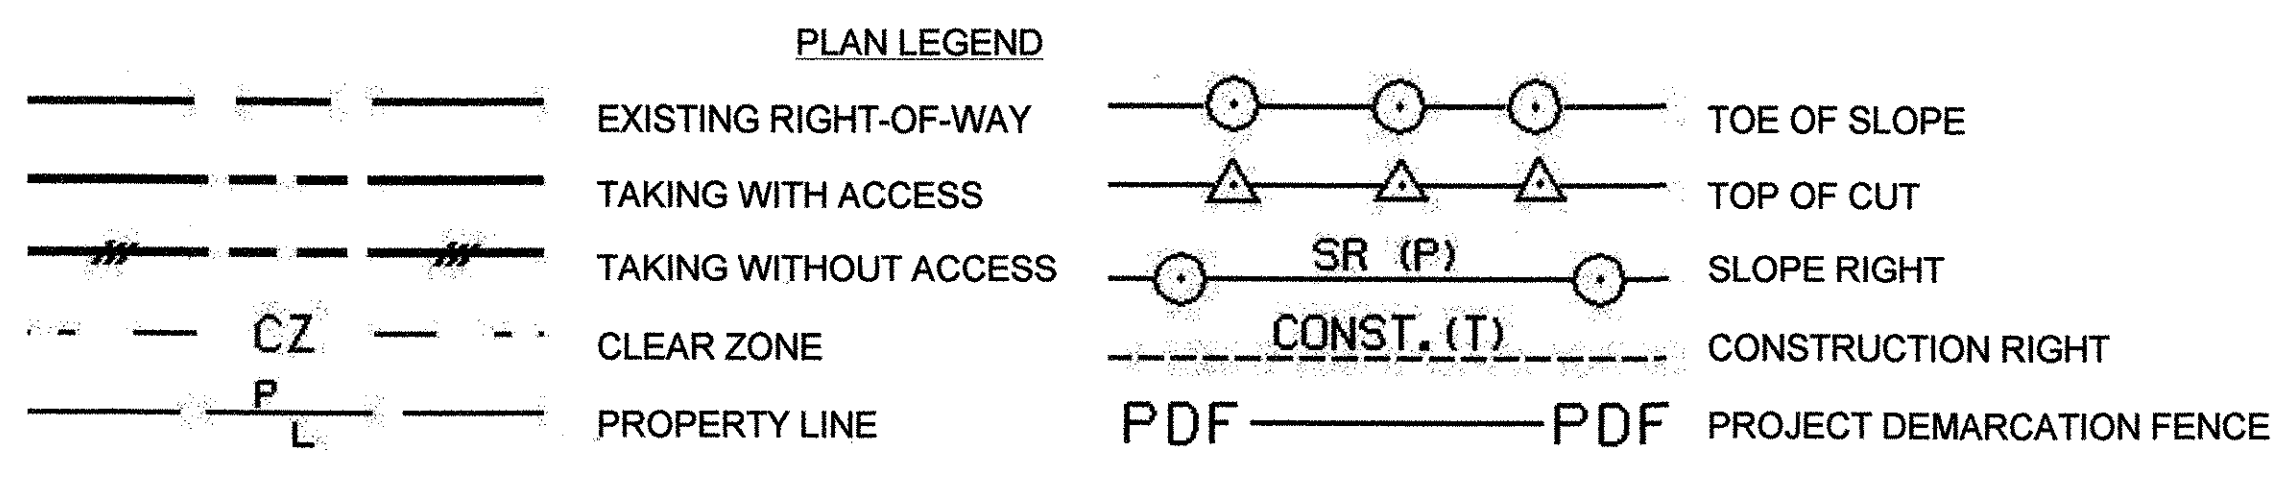 PLAN LEGEND
EXISTING RIGHT-OF-WAY
TAKING WITH ACCESS
TAKING WITHOUT ACCESS
CZ
CLEAR ZONE
P
L
PROPERTY LINE
TOE OF SLOPE
TOP OF CUT
SR (P)
SLOPE RIGHT
CONST. (T)
CONSTRUCTION RIGHT
PDF PDF
PROJECT DEMARCATION FENCE